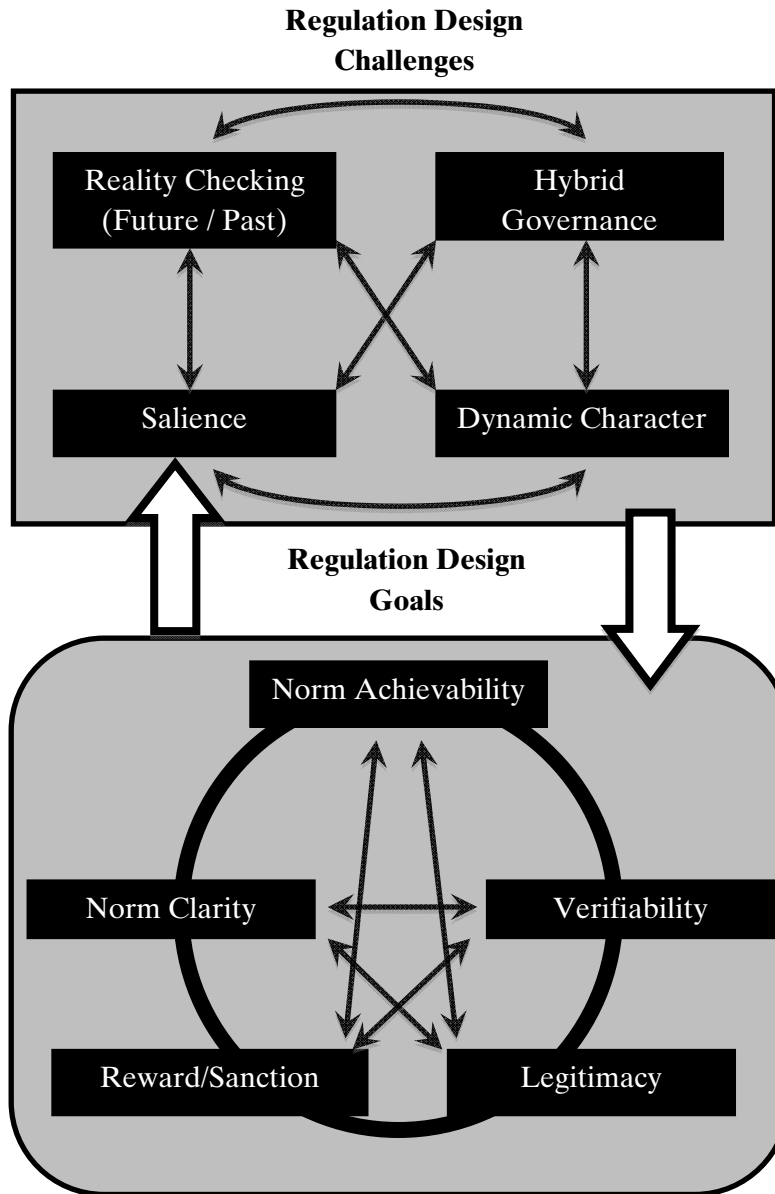 Regulation Design
Challenges
Reality Checking
(Future / Past)
Hybrid
Governance
Salience
Dynamic Character
Regulation Design
Goals
Norm Achievability
Norm Clarity
Verifiability
Reward/Sanction
Legitimacy